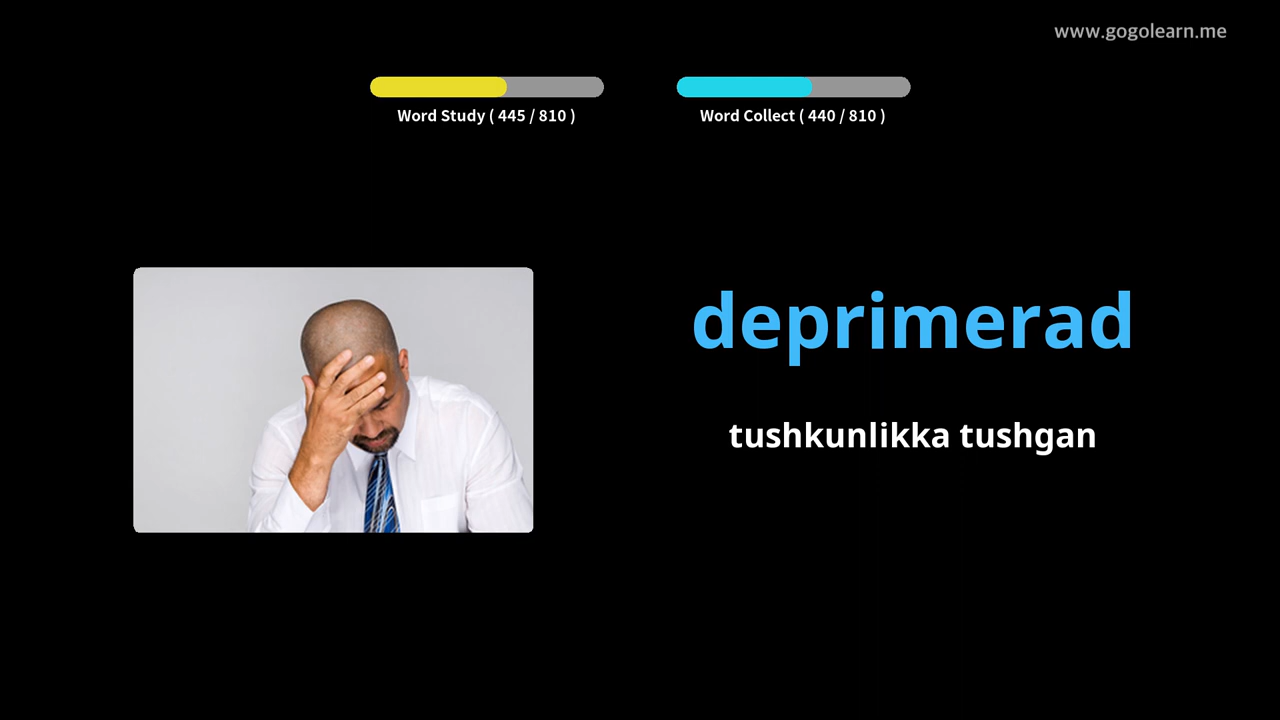 www.gogolearn.me
Word Study ( 445 / 810 )
Word Collect ( 440 / 810 )
deprimerad
tushkunlikka tushgan